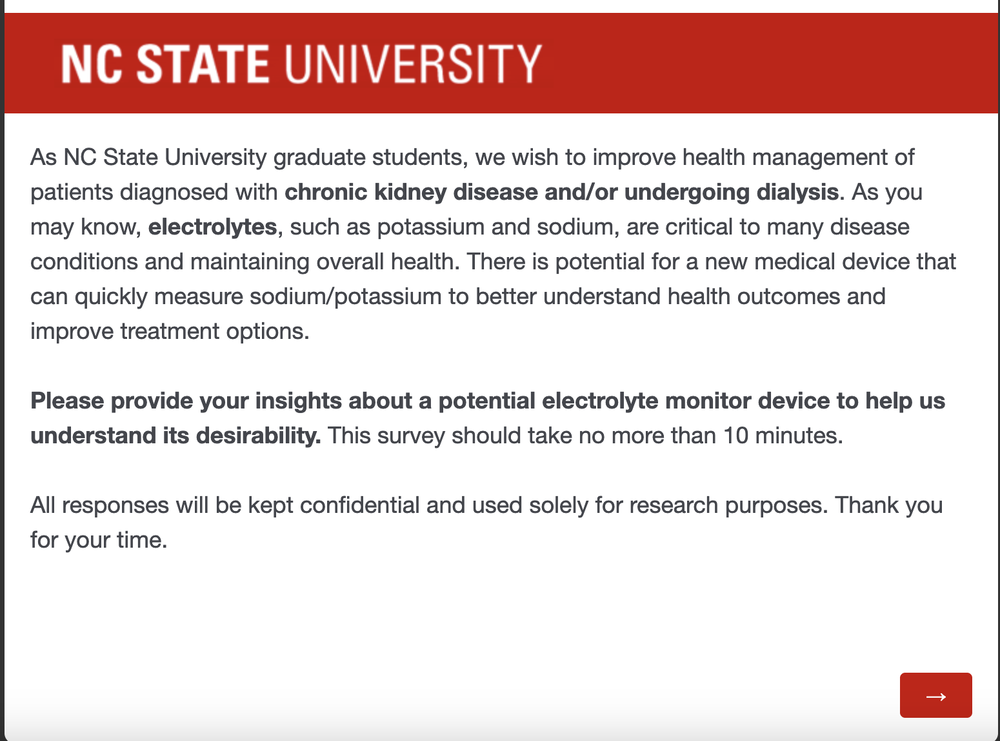 NC STATE UNIVERSITY
As NC State University graduate students, we wish to improve health management of
patients diagnosed with chronic kidney disease and/or undergoing dialysis. As you
may know, electrolytes, such as potassium and sodium, are critical to many disease
conditions and maintaining overall health. There is potential for a new medical device that
can quickly measure sodium/potassium to better understand health outcomes and
improve treatment options.
Please provide your insights about a potential electrolyte monitor device to help us
understand its desirability. This survey should take no more than 10 minutes.
All responses will be kept confidential and used solely for research purposes. Thank you
for your time.
→